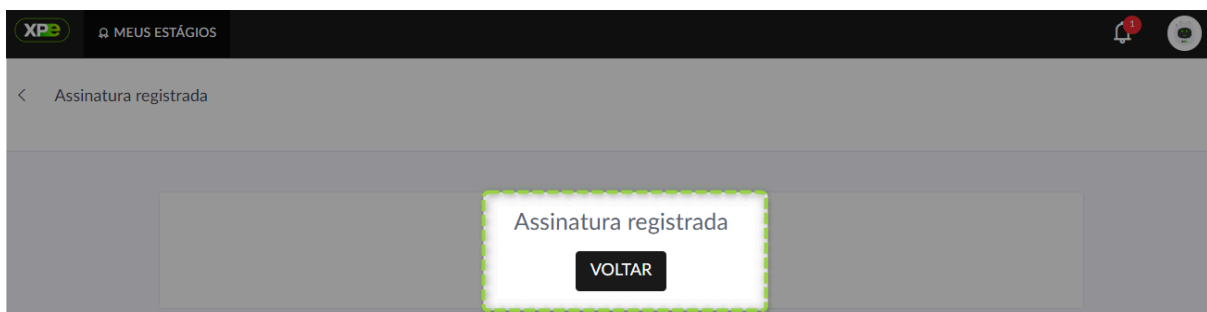 XPe
MEUS ESTÁGIOS
1
Assinatura registrada
Assinatura registrada
VOLTAR